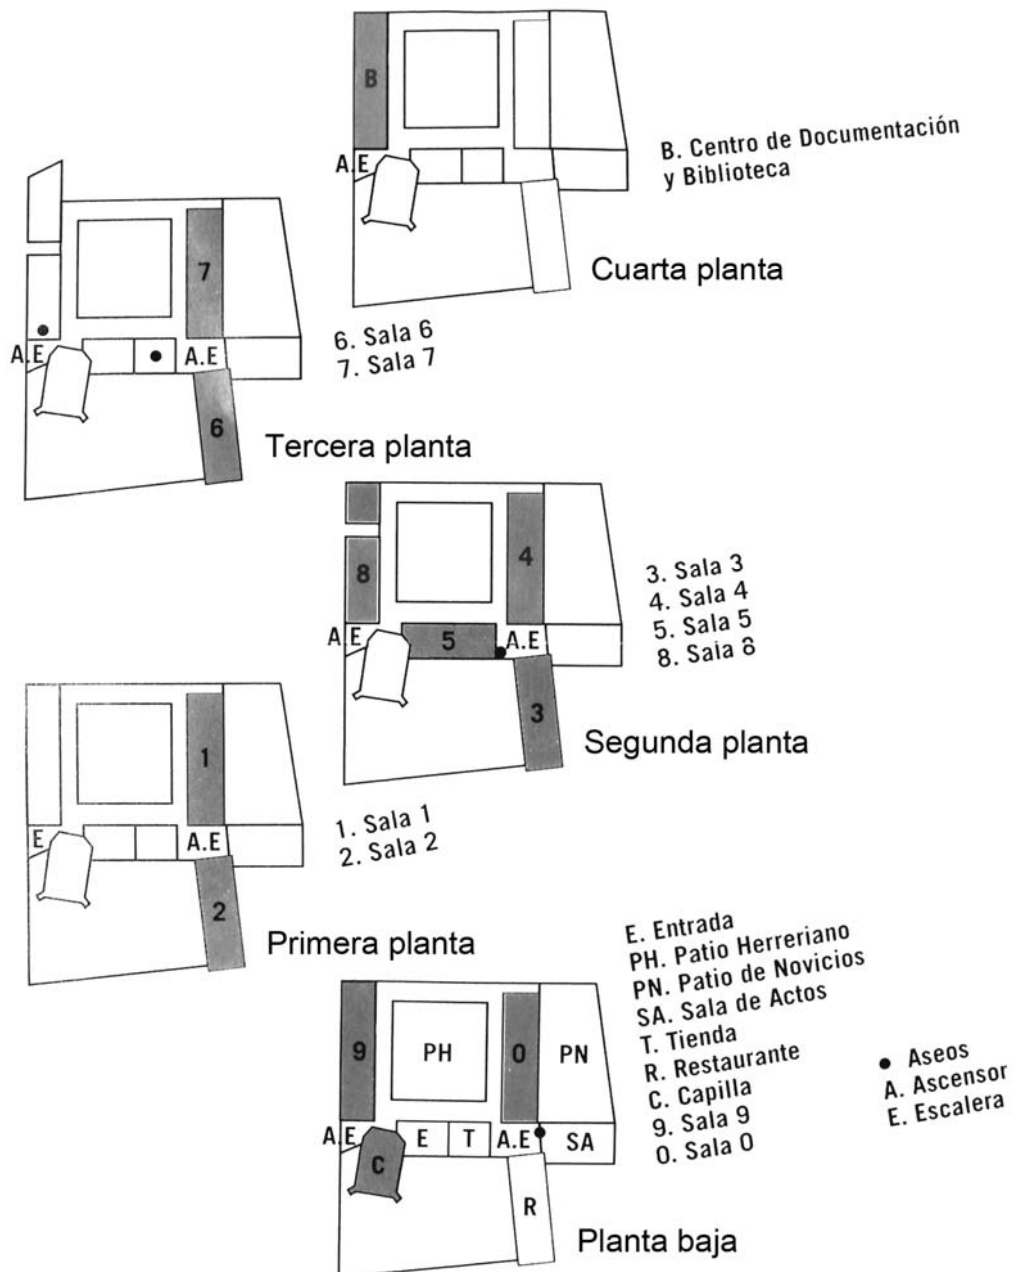 B
A.E
B. Centro de Documentación
y Biblioteca
Cuarta planta
7
A.E
A.E
6
6. Sala 6
7. Sala 7
Tercera planta
8
4
A.E
5
A.E
3
3. Sala 3
4. Sala 4
5. Sala 5
8. Saia 8
Segunda planta
1
E
A.E
2
1. Sala 1
2. Sala 2
Primera planta
9
PH
0
PN
A.E
C
E
T
A.E
SA
R
E. Entrada
PH. Patio Herreriano
PN. Patio de Novicios
SA. Sala de Actos
T. Tienda
R. Restaurante
C. Capilla
9. Sala 9
0. Sala 0
Aseos
A. Ascensor
E. Escalera
Planta baja